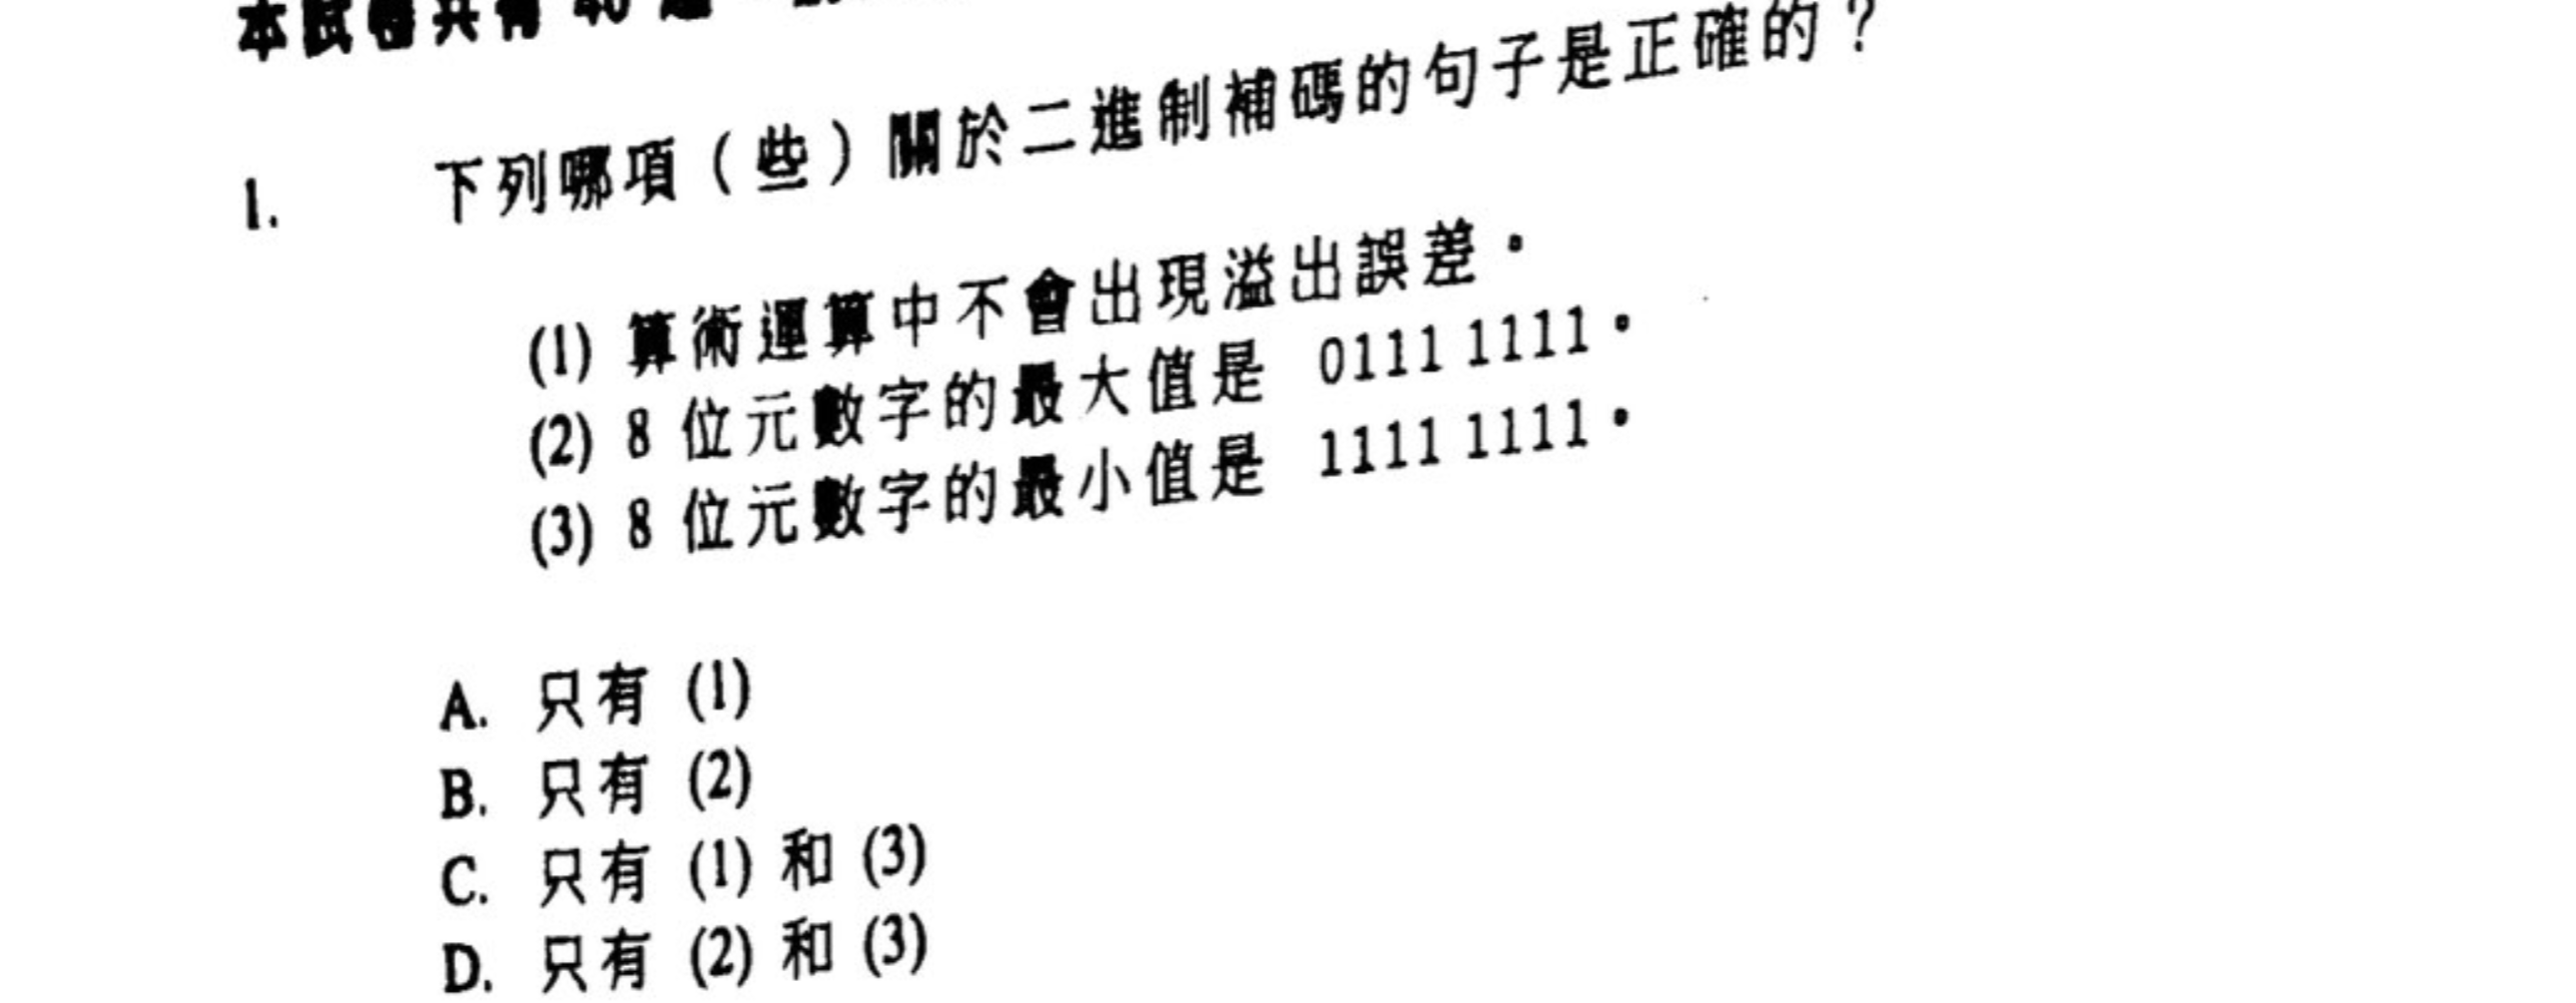 本試卷共有 40 題
1. 下列哪項（些）關於二進制補碼的句子是正確的？
(1) 算術運算中不會出現溢出誤差。
(2) 8 位元數字的最大值是 0111 1111。
(3) 8 位元數字的最小值是 1111 1111。
A. 只有 (1)
B. 只有 (2)
C. 只有 (1) 和 (3)
D. 只有 (2) 和 (3)